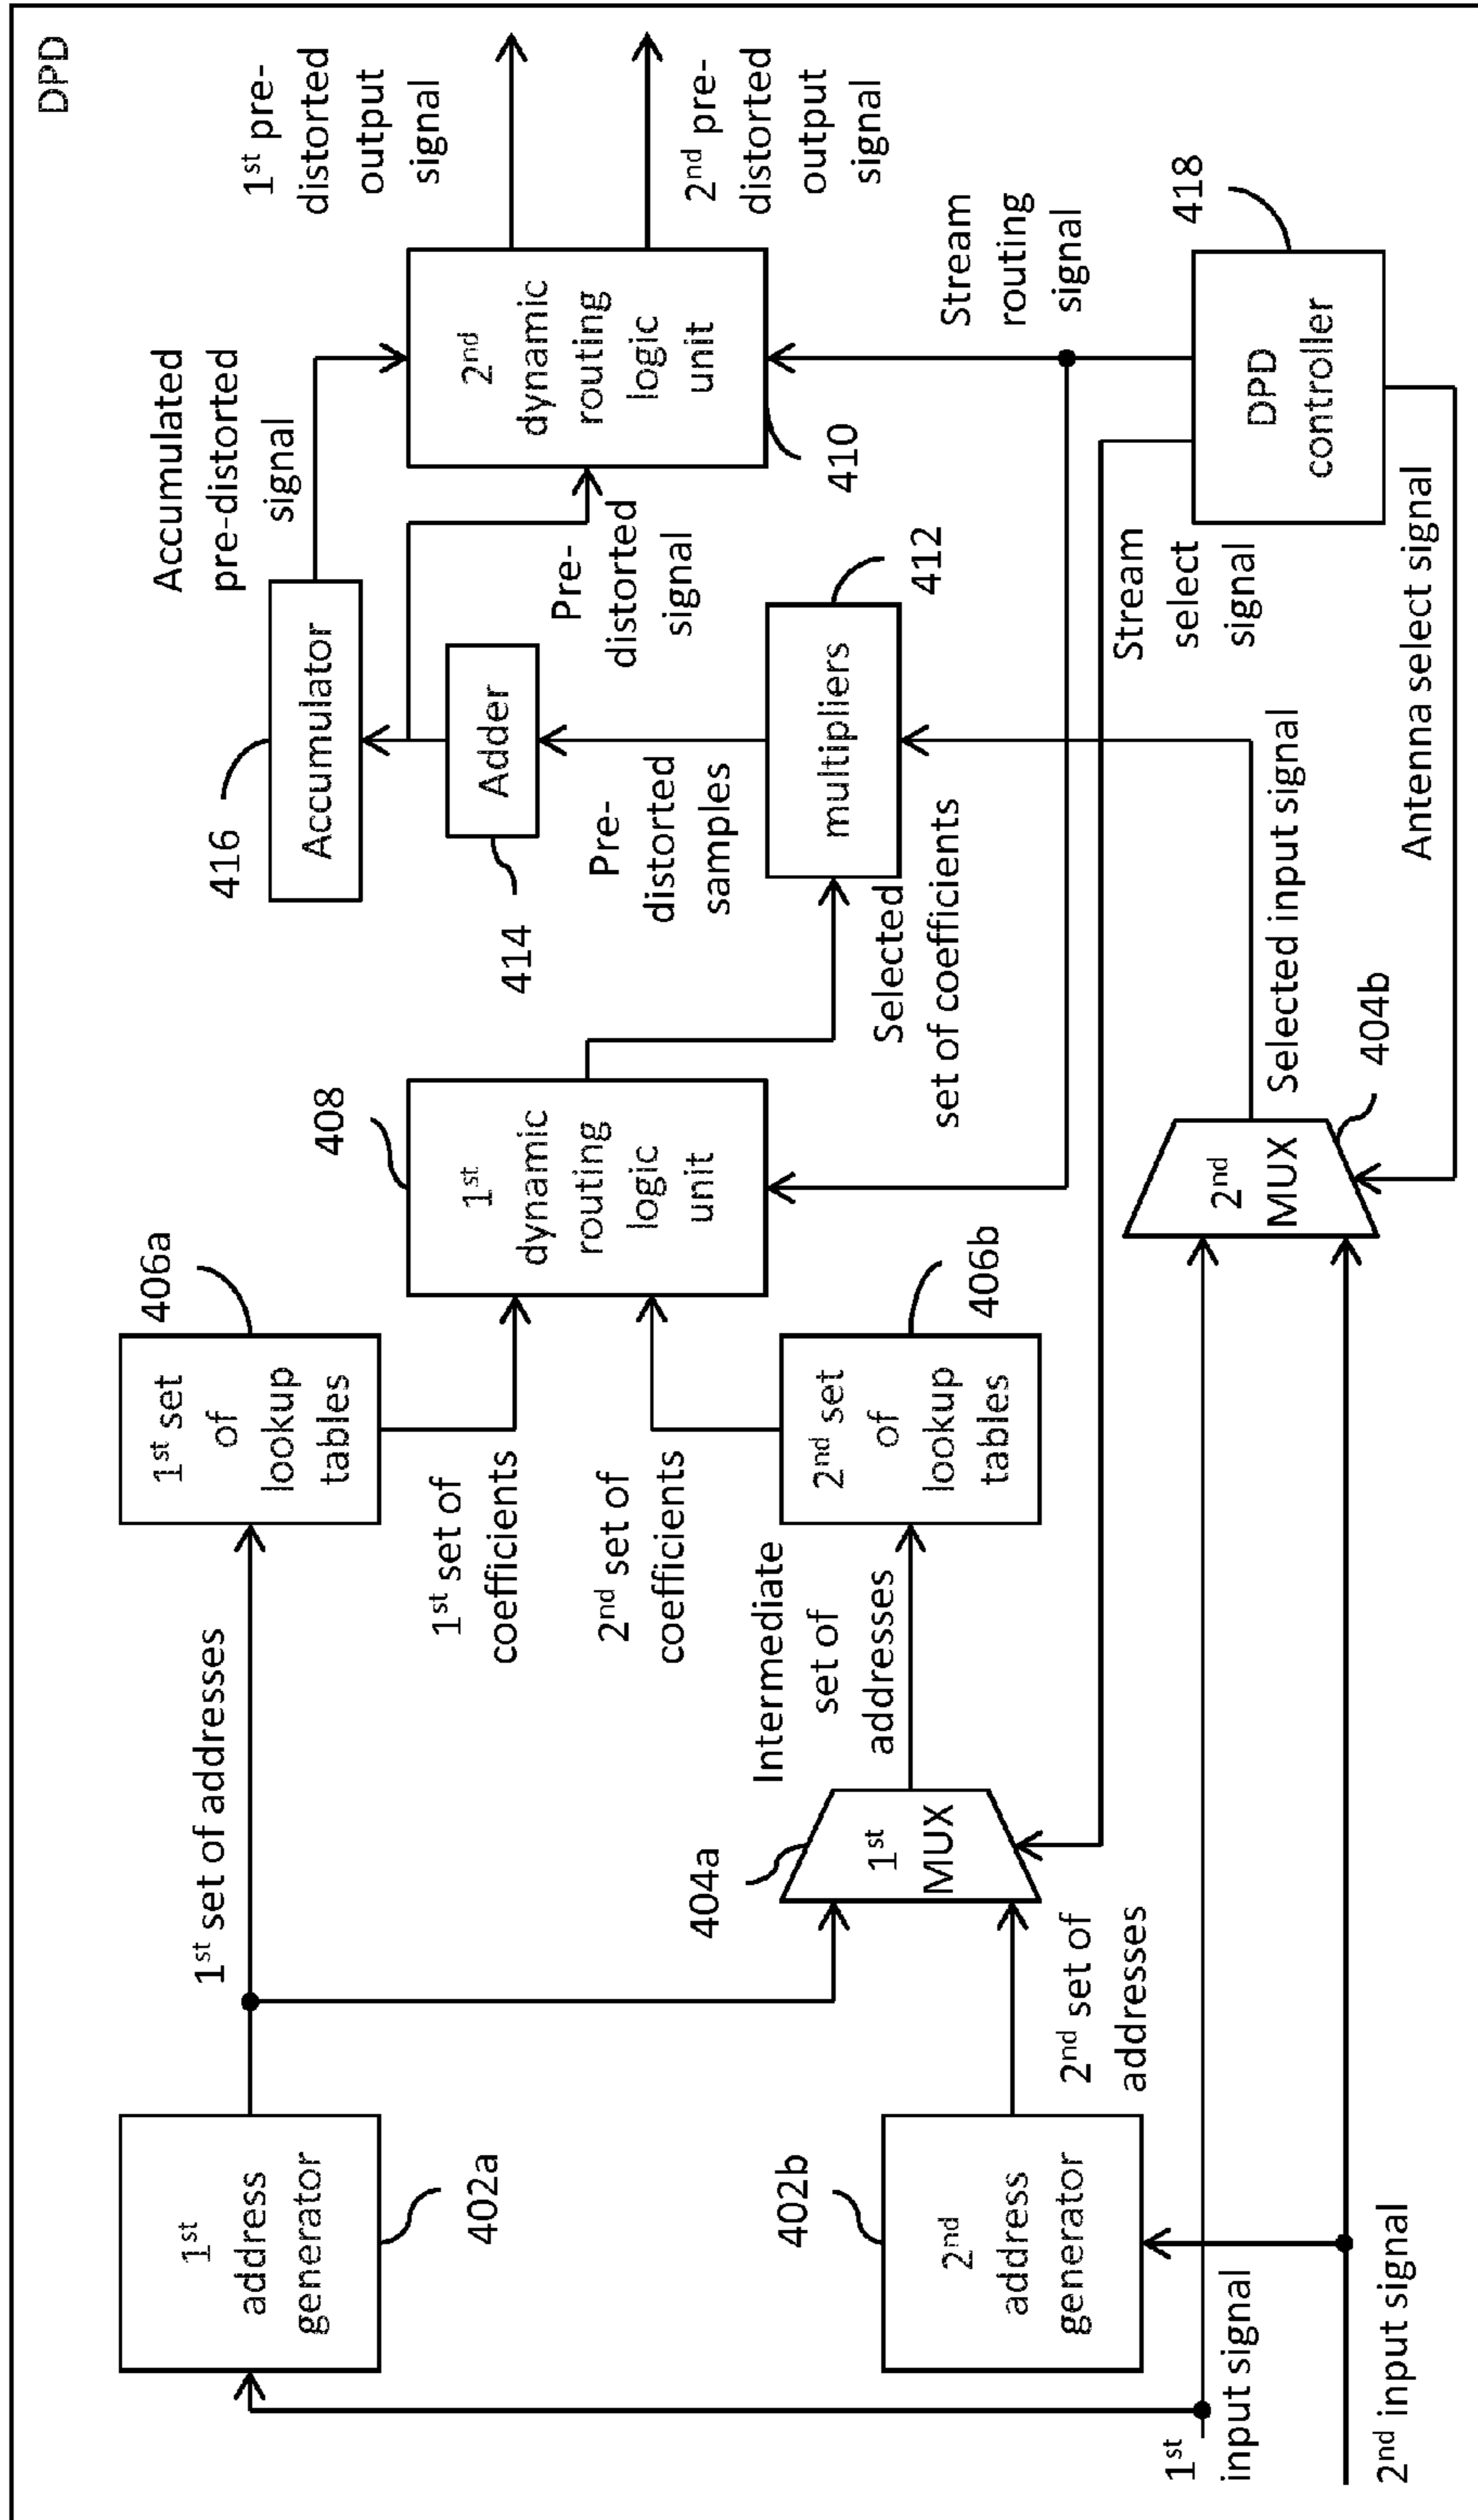 DPD
1st
address
generator
402a
1st set of addresses
1st set
of
lookup
tables
406a
1st set of
coefficients
2nd set of
coefficients
408
1st
dynamic
routing
logic
unit
416
Accumulator
Accumulated
pre-distorted
signal
1st pre-
distorted
output
signal
2nd pre-
distorted
output
signal
414
Adder
Pre-
distorted
signal
2nd
dynamic
routing
logic
unit
410
Pre-
distorted
samples
multipliers
412
Selected
set of coefficients
Stream
routing
signal
402b
2nd
address
generator
2nd set of
addresses
404a
1st
MUX
Intermediate
set of
addresses
2nd set
of
lookup
tables
406b
Stream
select
signal
DPD
controller
418
1st
input signal
2nd input signal
2nd
MUX
404b
Selected input signal
Antenna select signal